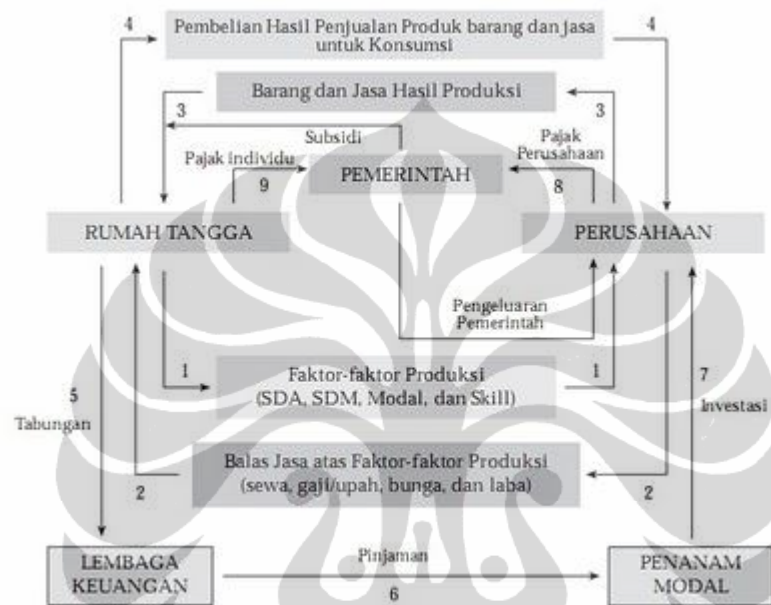 4
Pembelian Hasil Penjualan Produk barang dan jasa
untuk Konsumsi
4
Barang dan Jasa Hasil Produksi
3
3
Subsidi
Pajak individu
Pajak
Perusahaan
PEMERINTAH
9
8
RUMAH TANGGA
PERUSAHAAN
Pengeluaran
Pemerintah
1
Faktor-faktor Produksi
(SDA, SDM, Modal, dan Skill)
1
5
Tabungan
7
Investasi
2
Balas Jasa atas Faktor-faktor Produksi
(sewa, gaji/upah, bunga, dan laba)
2
LEMBAGA
KEUANGAN
Pinjaman
6
PENANAM
MODAL